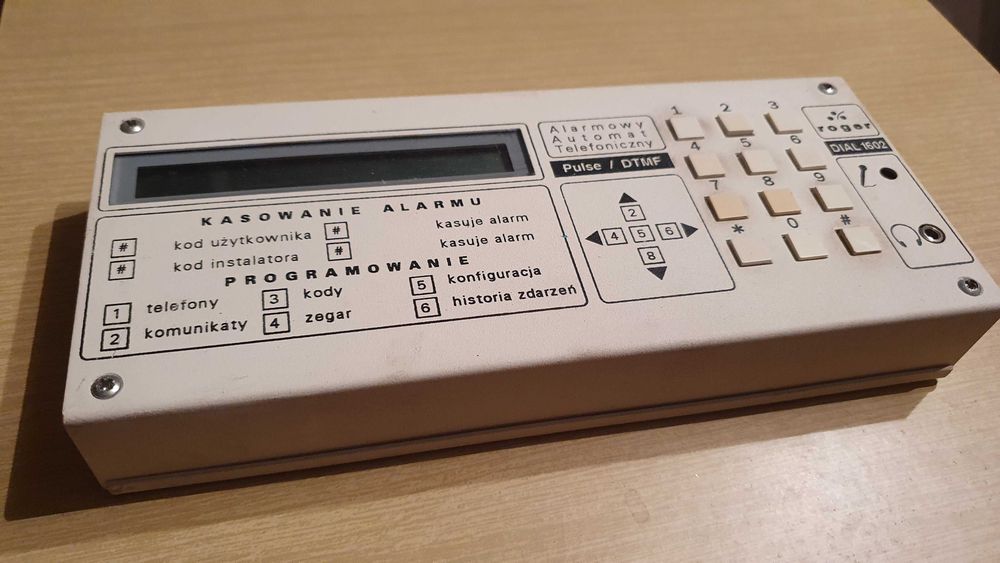 Alarmowy
Automat
Telefoniczny
Pulse / DTMF
roger
DIAL 1602
1 2 3
4 5 6
7 8 9
* 0 #
2
4 5 6
8
KASOWANIE ALARMU
# kod użytkownika # kasuje alarm
# kod instalatora # kasuje alarm
PROGRAMOWANIE
1 telefony 3 kody 5 konfiguracja
2 komunikaty 4 zegar 6 historia zdarzeń